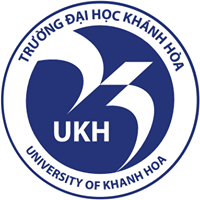 TRƯỜNG ĐẠI HỌC KHÁNH HÒA
UKH
UNIVERSITY OF KHANH HOA